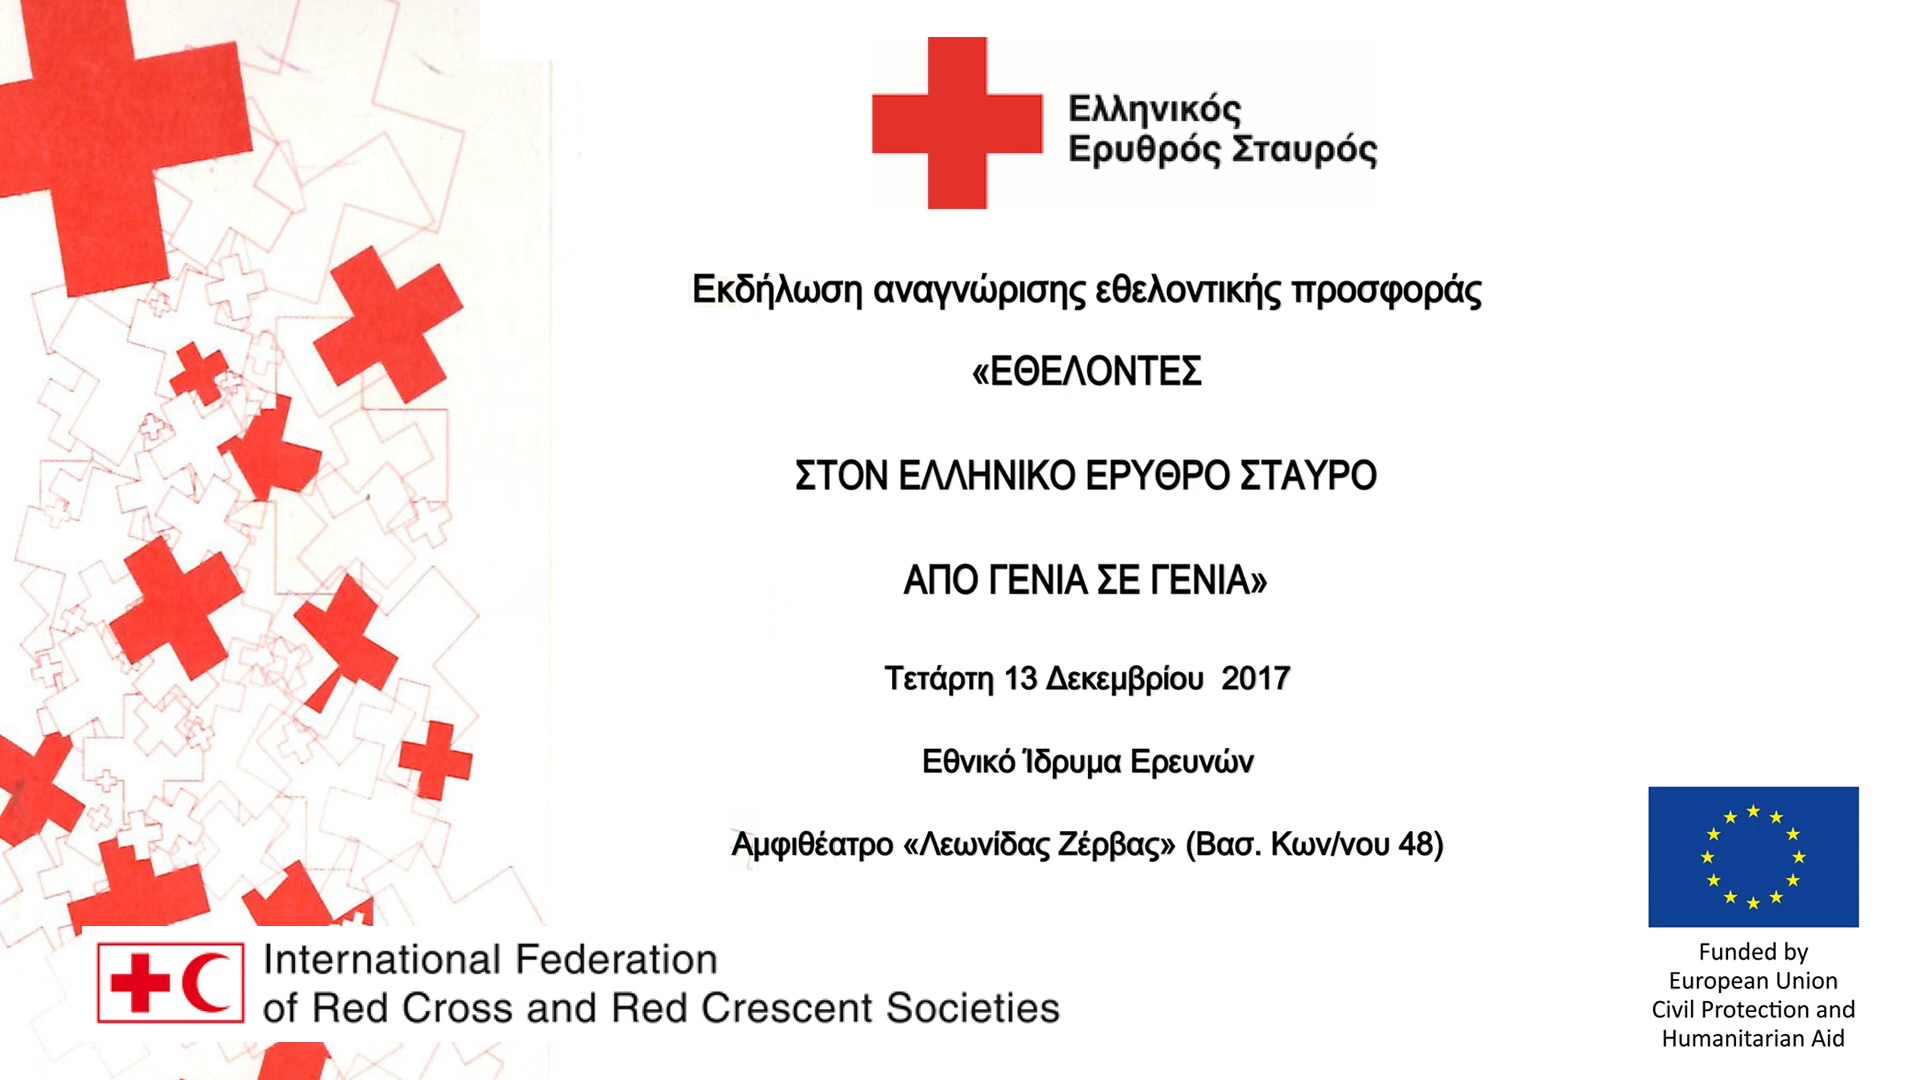 Ελληνικός
Ερυθρός Σταυρός
Εκδήλωση αναγνώρισης εθελοντικής προσφοράς
«ΕΘΕΛΟΝΤΕΣ
ΣΤΟΝ ΕΛΛΗΝΙΚΟ ΕΡΥΘΡΟ ΣΤΑΥΡΟ
ΑΠΟ ΓΕΝΙΑ ΣΕ ΓΕΝΙΑ»
Τετάρτη 13 Δεκεμβρίου 2017
Εθνικό Ίδρυμα Ερευνών
Αμφιθέατρο «Λεωνίδας Ζέρβας» (Βασ. Κων/νου 48)
International Federation
of Red Cross and Red Crescent Societies
Funded by
European Union
Civil Protection and
Humanitarian Aid